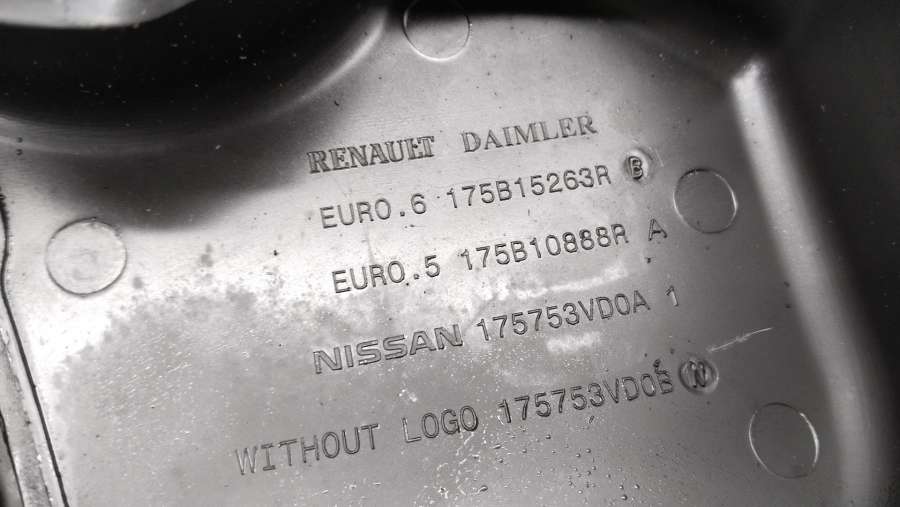 RENAULT DAIMLER
EURO.6 175B15263R B
EURO.5 175B10888R A
NISSAN 175753VD0A 1
WITHOUT LOGO 175753VD0B N